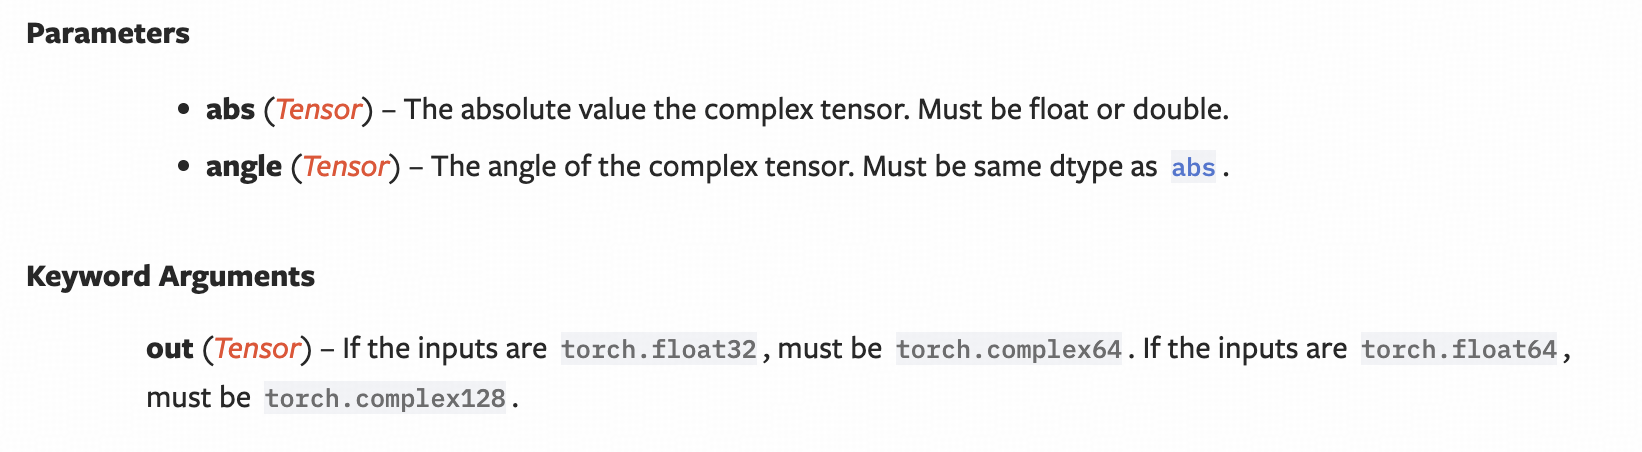 Parameters
• abs (Tensor) – The absolute value the complex tensor. Must be float or double.
• angle (Tensor) – The angle of the complex tensor. Must be same dtype as abs .
Keyword Arguments
out (Tensor) – If the inputs are torch.float32 , must be torch.complex64 . If the inputs are torch.float64 ,
must be torch.complex128 .